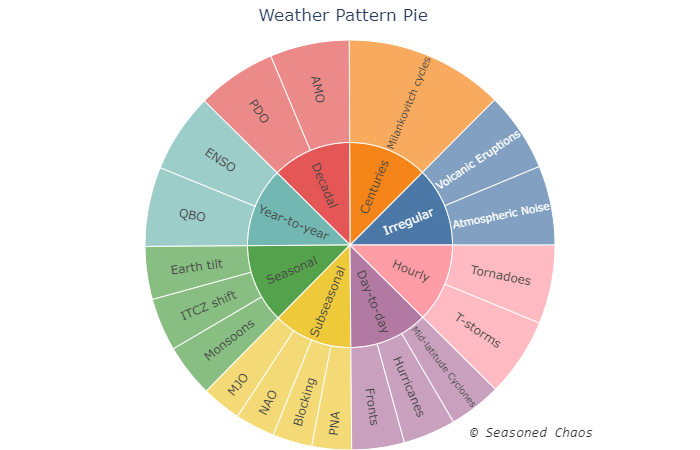 Weather Pattern Pie
Milankovitch cycles
AMO
PDO
ENSO
QBO
Earth tilt
ITCZ shift
Monsoons
MJO
NAO
Blocking
PNA
Fronts
Hurricanes
Mid-latitude Cyclones
T-storms
Tornadoes
Atmospheric Noise
Volcanic Eruptions
Centuries
Decadal
Year-to-year
Seasonal
Subseasonal
Day-to-day
Hourly
Irregular
© Seasoned Chaos